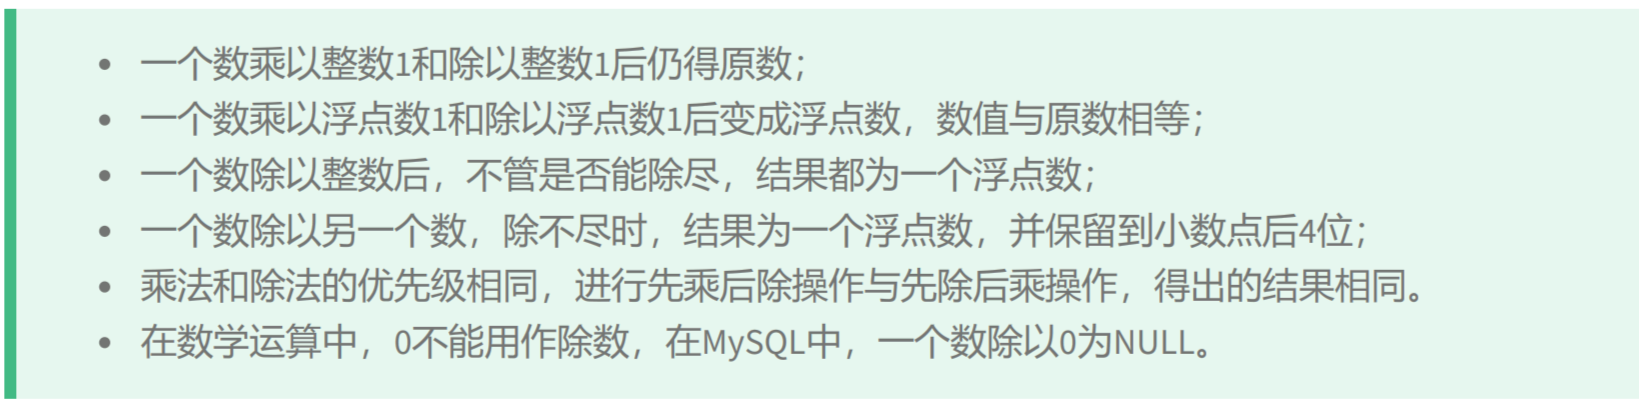 一个数乘以整数1和除以整数1后仍得原数；
一个数乘以浮点数1和除以浮点数1后变成浮点数，数值与原数相等；
一个数除以整数后，不管是否能除尽，结果都为一个浮点数；
一个数除以另一个数，除不尽时，结果为一个浮点数，并保留到小数点后4位；
乘法和除法的优先级相同，进行先乘后除操作与先除后乘操作，得出的结果相同。
在数学运算中，0不能用作除数，在MySQL中，一个数除以0为NULL。